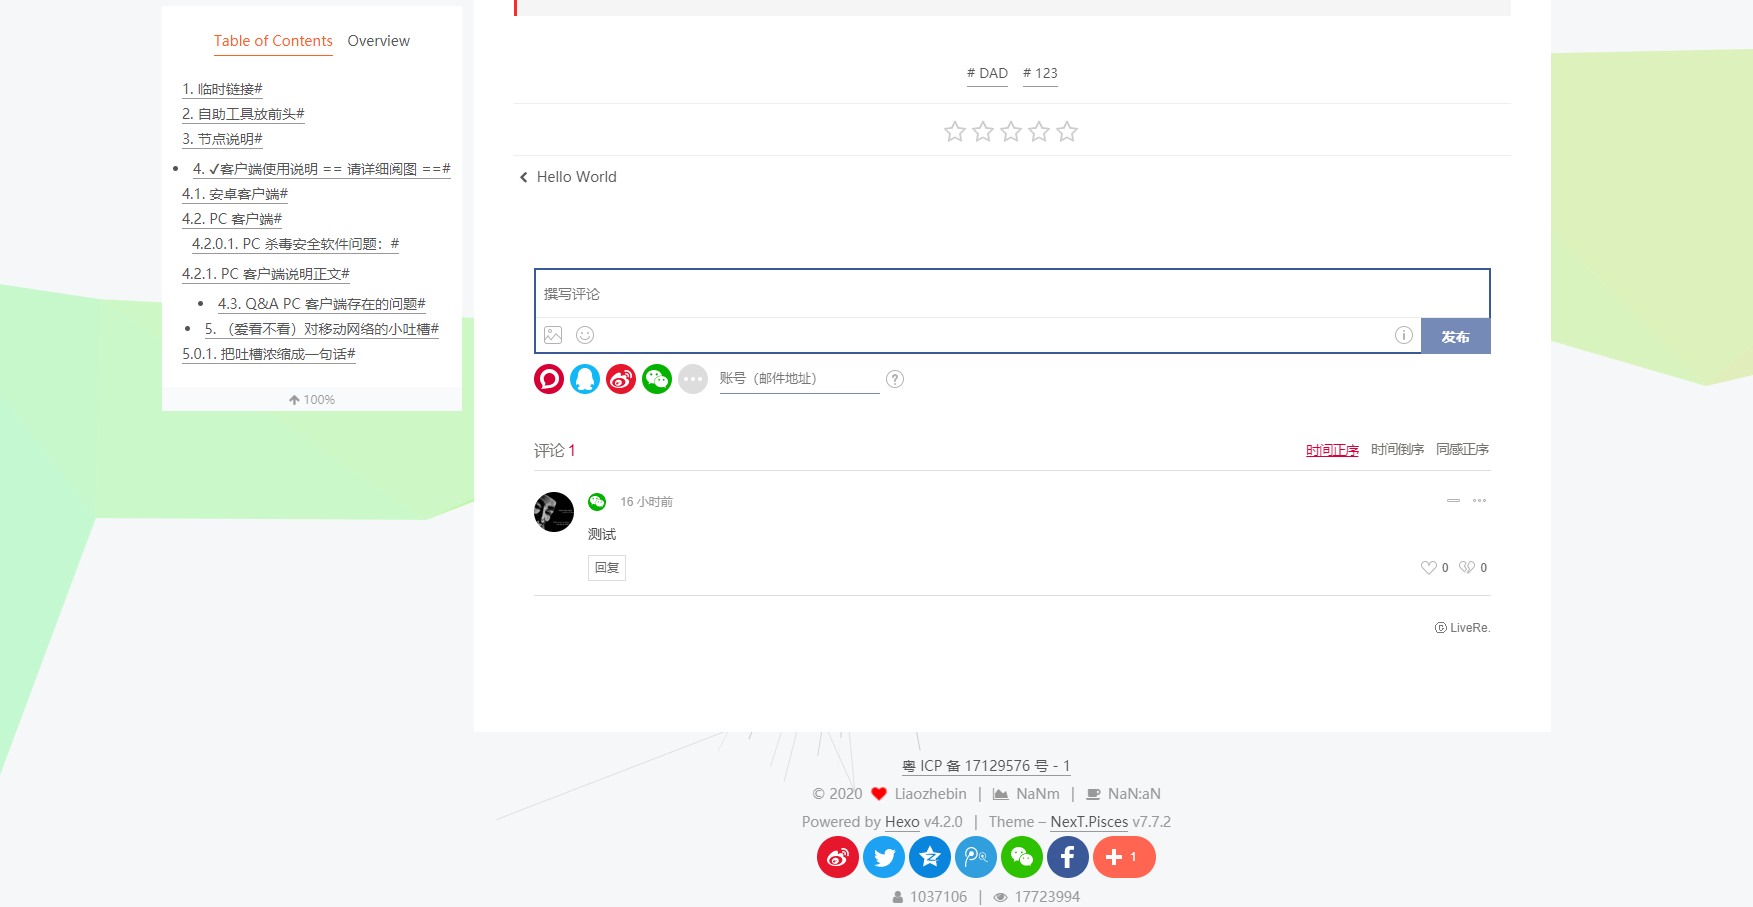 Table of Contents Overview
1. 临时链接#
2. 自助工具放前头#
3. 节点说明#
4. ✓客户端使用说明 == 请详细阅图 ==#
4.1. 安卓客户端#
4.2. PC 客户端#
4.2.0.1. PC 杀毒安全软件问题：#
4.2.1. PC 客户端说明正文#
4.3. Q&A PC 客户端存在的问题#
5. （爱看不看）对移动网络的小吐槽#
5.0.1. 把吐槽浓缩成一句话#
100%
# DAD # 123
Hello World
撰写评论
发布
账号（邮件地址）
评论 1
时间正序 时间倒序 同感正序
16 小时前
测试
回复
0 0
LiveRe.
粤 ICP 备 17129576 号 - 1
© 2020 Liaozhebin | NaNm | NaN:aN
Powered by Hexo v4.2.0 | Theme – NexT.Pisces v7.7.2
1
1037106 | 17723994